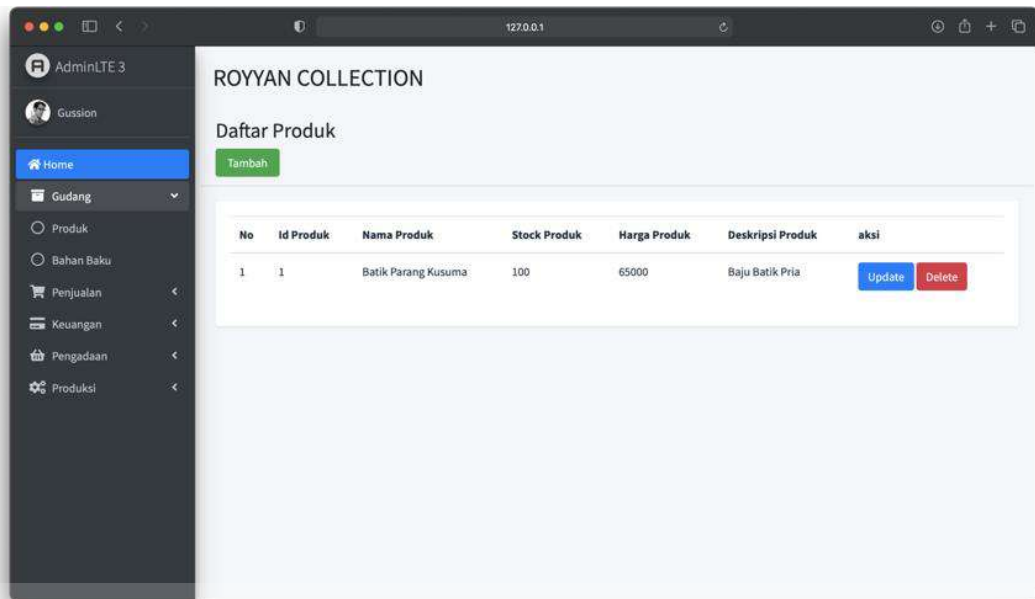 127.0.0.1
AdminLTE 3
Gussion
Home
Gudang
Produk
Bahan Baku
Penjualan
Keuangan
Pengadaan
Produksi
ROYYAN COLLECTION
Daftar Produk
Tambah
No Id Produk Nama Produk Stock Produk Harga Produk Deskripsi Produk aksi
1 1 Batik Parang Kusuma 100 65000 Baju Batik Pria Update Delete